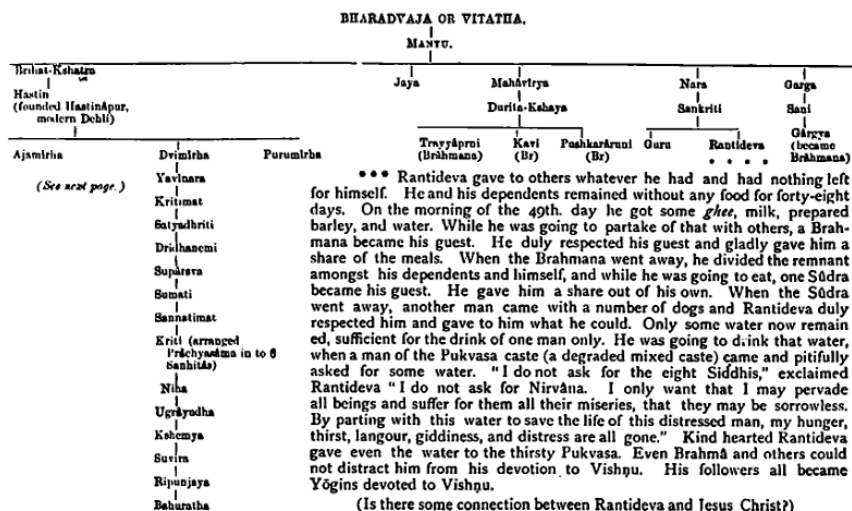 BHARADVAJA OR VITATHA.
MANYU.
Brihat-Kshatra Jaya Mahâvirya Nara Garga
Hastin
(founded Hastinâpur,
modern Dehli)
Durita-Kshaya Sankriti Sani
Trayyâruni
(Brâhmana)
Kavi
(Br)
Pushkarâruni
(Br)
Guru Rantideva
Gârgya
(became
Brâhmana)
Ajamirha Dvimirha Purumirha
(See next page.)
Yavinara
Kritimat
Satyadhriti
Dridhanemi
Supârsva
Sumati
Sannatimat
Kriti (arranged
Prâchyasâma in to 6
Sanhitâs)
Nîha
Ugrâyudha
Kshemya
Suvira
Ripunjaya
Bahuratha
••• Rantideva gave to others whatever he had and had nothing left
for himself. He and his dependents remained without any food for forty-eight
days. On the morning of the 49th. day he got some ghee, milk, prepared
barley, and water. While he was going to partake of that with others, a Brah-
mana became his guest. He duly respected his guest and gladly gave him a
share of the meals. When the Brahmana went away, he divided the remnant
amongst his dependents and himself, and while he was going to eat, one Sûdra
became his guest. He gave him a share out of his own. When the Sûdra
went away, another man came with a number of dogs and Rantideva duly
respected him and gave to him what he could. Only some water now remain
ed, sufficient for the drink of one man only. He was going to drink that water,
when a man of the Pukvasa caste (a degraded mixed caste) came and pitifully
asked for some water. "I do not ask for the eight Siddhis," exclaimed
Rantideva "I do not ask for Nirvâna. I only want that I may pervade
all beings and suffer for them all their miseries, that they may be sorrowless.
By parting with this water to save the life of this distressed man, my hunger,
thirst, langour, giddiness, and distress are all gone." Kind hearted Rantideva
gave even the water to the thirsty Pukvasa. Even Brahmâ and others could
not distract him from his devotion to Vishṇu. His followers all became
Yôgins devoted to Vishṇu.
(Is there some connection between Rantideva and Jesus Christ?)